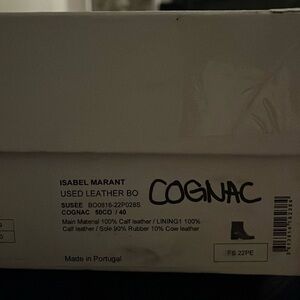 ISABEL MARANT
USED LEATHER BO
COGNAC
SUSEE BO0816-22P028S
COGNAC 50CD / 40
Main Material 100% Calf leather / LINING1 100%
Calf leather / Sole 90% Rubber 10% Cow leather
Made in Portugal
FS 22PE